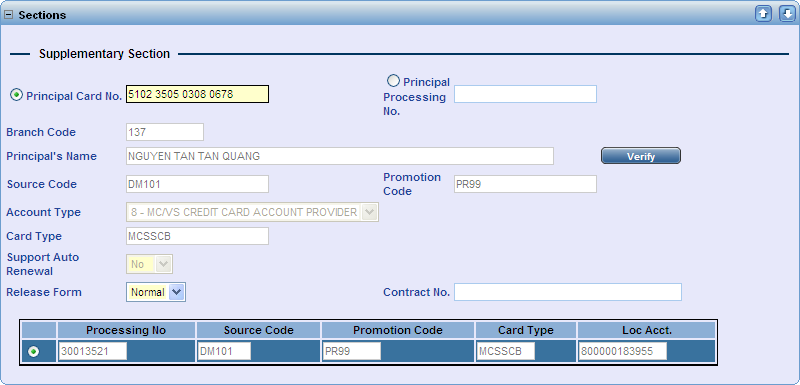 Sections
Supplementary Section
Principal Card No. 5102 3505 0308 0678 Principal Processing No.
Branch Code 137
Principal's Name NGUYEN TAN TAN QUANG Verify
Source Code DM101 Promotion Code PR99
Account Type 8 - MC/VS CREDIT CARD ACCOUNT PROVIDER
Card Type MCSSCB
Support Auto Renewal No
Release Form Normal Contract No.
Processing No Source Code Promotion Code Card Type Loc Acct.
30013521 DM101 PR99 MCSSCB 800000183955